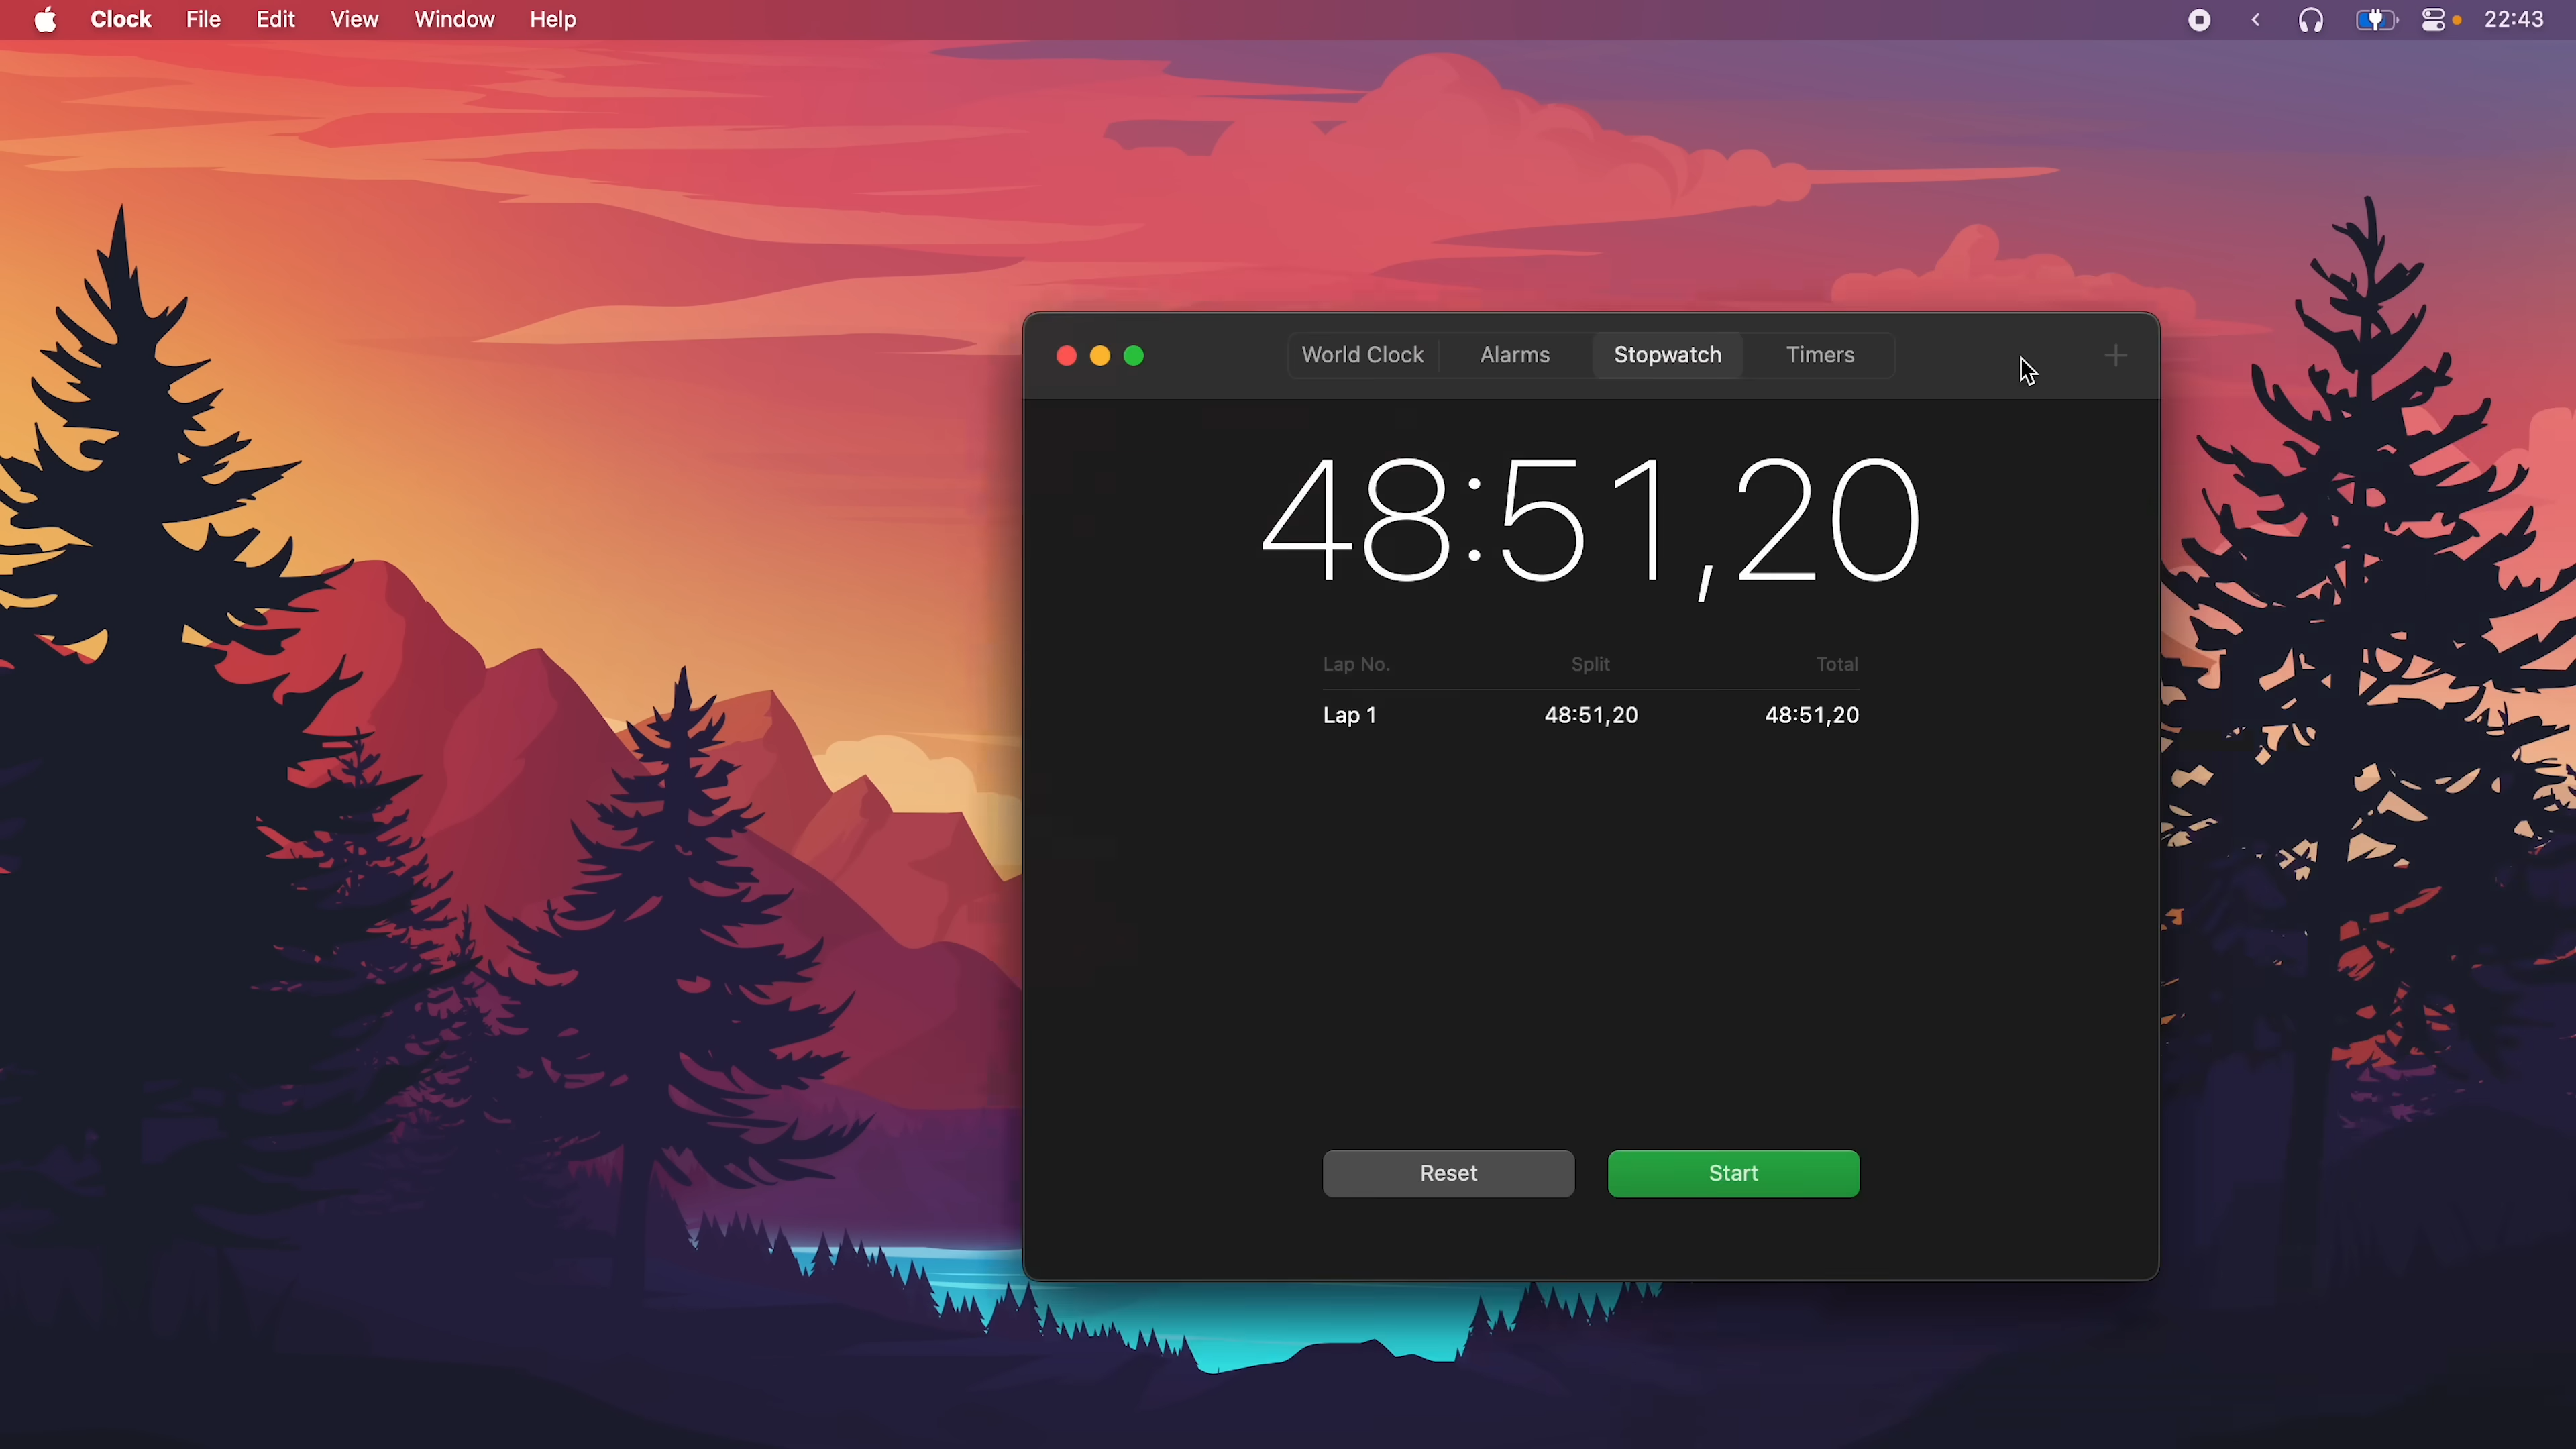 Clock File Edit View Window Help 22:43
World Clock Alarms Stopwatch Timers
48:51,20
Lap No. Split Total
Lap 1 48:51,20 48:51,20
Reset Start